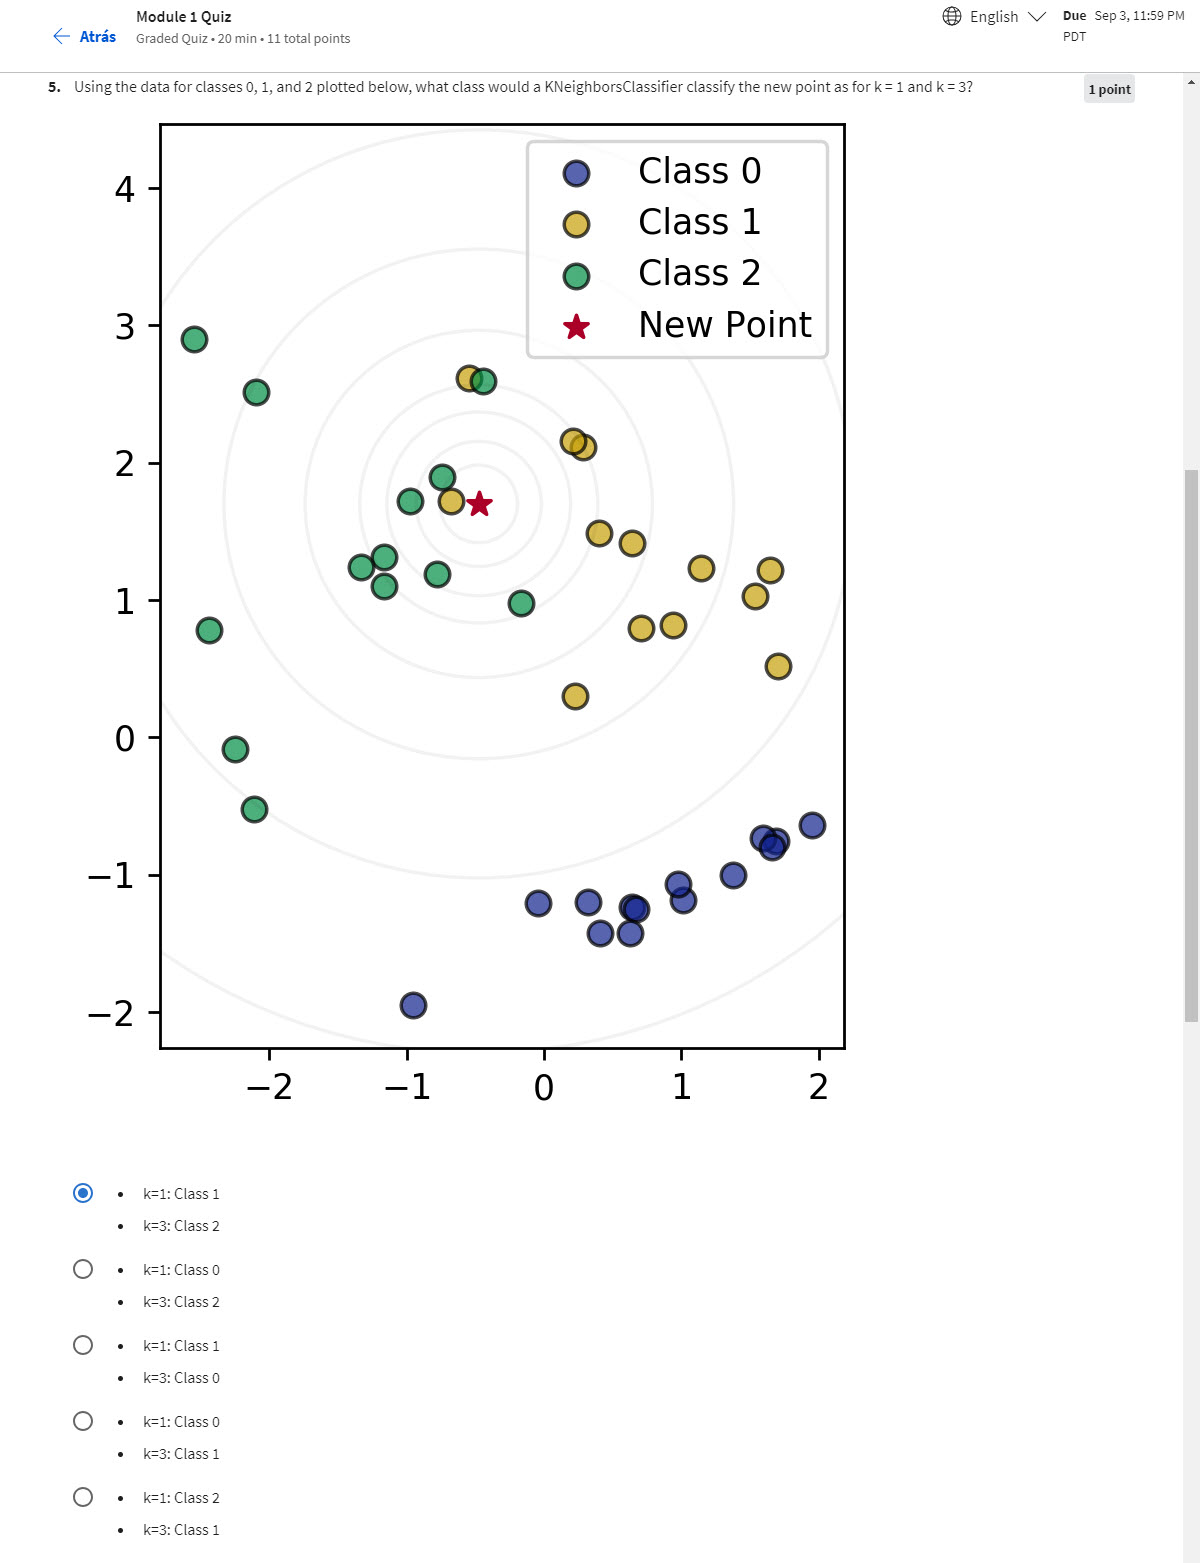 Atrás
Module 1 Quiz
Graded Quiz • 20 min • 11 total points
English
Due Sep 3, 11:59 PM
PDT
5. Using the data for classes 0, 1, and 2 plotted below, what class would a KNeighborsClassifier classify the new point as for k = 1 and k = 3?
1 point
Class 0
Class 1
Class 2
New Point
4
3
2
1
0
−1
−2
−2 −1 0 1 2
• k=1: Class 1
• k=3: Class 2
• k=1: Class 0
• k=3: Class 2
• k=1: Class 1
• k=3: Class 0
• k=1: Class 0
• k=3: Class 1
• k=1: Class 2
• k=3: Class 1